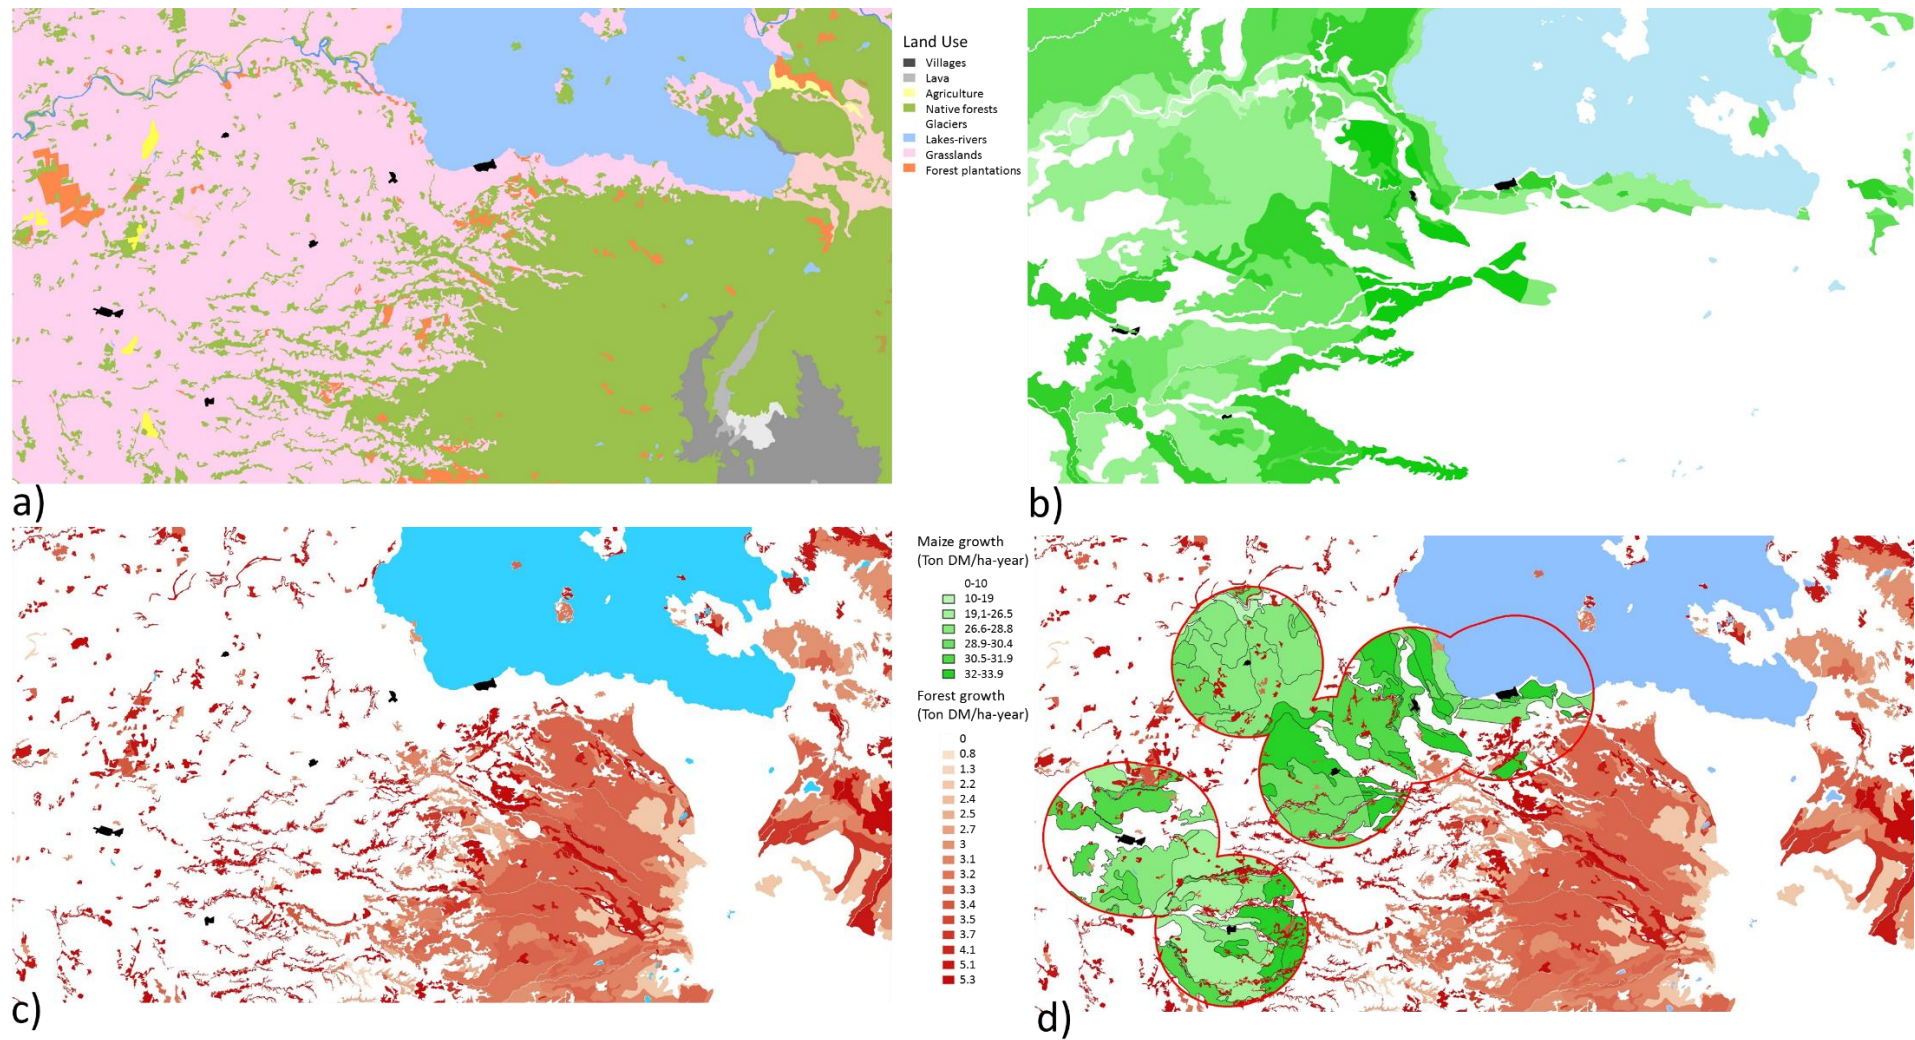 Land Use
Villages
Lava
Agriculture
Native forests
Glaciers
Lakes-rivers
Grasslands
Forest plantations
a)
b)
Maize growth
(Ton DM/ha-year)
0-10
10-19
19,1-26.5
26.6-28.8
28.9-30.4
30.5-31.9
32-33.9
Forest growth
(Ton DM/ha-year)
0
0.8
1.3
2.2
2.4
2.5
2.7
3
3.1
3.2
3.3
3.4
3.5
3.7
4.1
5.1
5.3
c)
d)